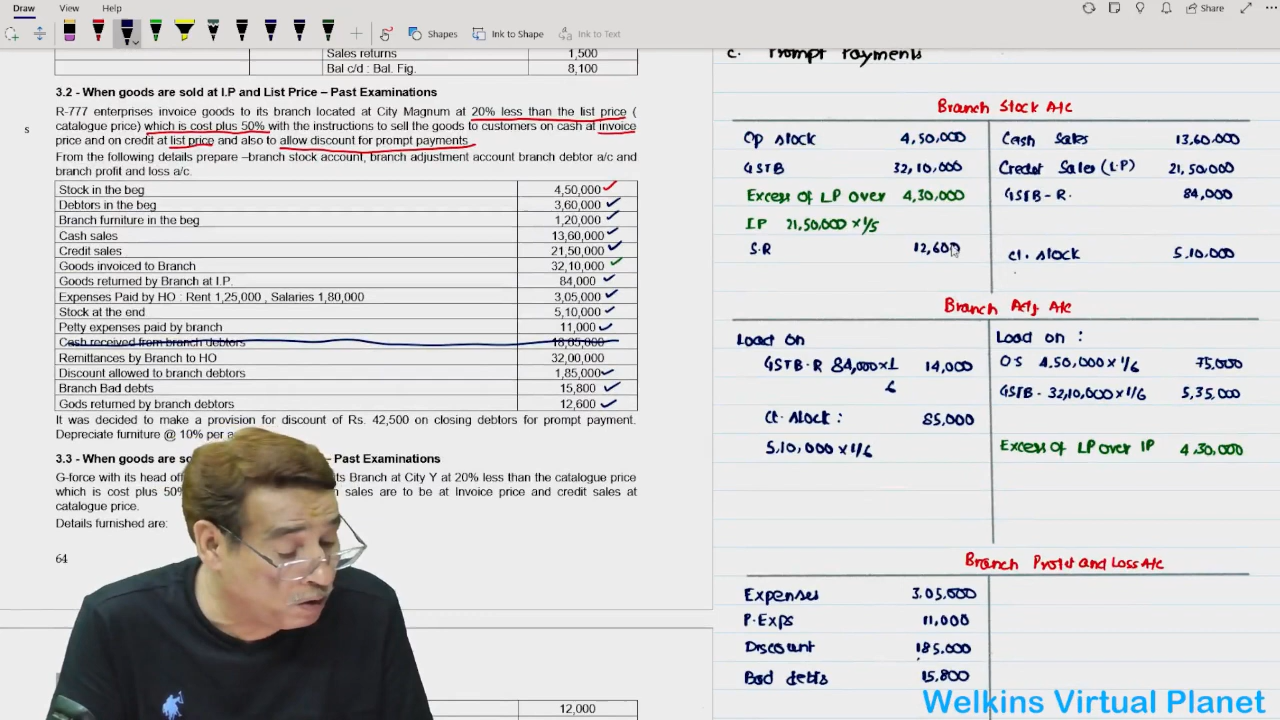 Draw View Help
Share
Shapes Ink to Shape Ink to Text
Sales returns 1,500
Bal c/d : Bal. Fig. 8,100
3.2 - When goods are sold at I.P and List Price – Past Examinations
R-777 enterprises invoice goods to its branch located at City Magnum at 20% less than the list price (
s
catalogue price) which is cost plus 50% with the instructions to sell the goods to customers on cash at invoice
price and on credit at list price and also to allow discount for prompt payments.
From the following details prepare –branch stock account, branch adjustment account branch debtor a/c and
branch profit and loss a/c.
Stock in the beg 4,50,000
Debtors in the beg 3,60,000
Branch furniture in the beg 1,20,000
Cash sales 13,60,000
Credit sales 21,50,000
Goods invoiced to Branch 32,10,000
Goods returned by Branch at I.P. 84,000
Expenses Paid by HO : Rent 1,25,000 , Salaries 1,80,000 3,05,000
Stock at the end 5,10,000
Petty expenses paid by branch 11,000
Cash received from branch debtors 18,85,000
Remittances by Branch to HO 32,00,000
Discount allowed to branch debtors 1,85,000
Branch Bad debts 15,800
Gods returned by branch debtors 12,600
It was decided to make a provision for discount of Rs. 42,500 on closing debtors for prompt payment.
Depreciate furniture @ 10% per a
3.3 – When goods are so – Past Examinations
G-force with its head off its Branch at City Y at 20% less than the catalogue price
which is cost plus 50% sales are to be at Invoice price and credit sales at
catalogue price.
Details furnished are:
64
12,000
c. Prompt Payments
Branch Stock A/c
Op stock 4,50,000 Cash Sales 13,60,000
GSTB 32,10,000 Credit Sales (L.P) 21,50,000
Excess of LP over 4,30,000 GSTB-R. 84,000
IP 21,50,000 x 1/5
S.R 12,600 Cl. stock 5,10,000
Branch Adj A/c
Load on Load on :
GSTB-R 84,000x1 14,000 OS 4,50,000 x 1/6 75,000
6 GSTB- 32,10,000 x 1/6 5,35,000
Cl. stock: 85,000
5,10,000 x 1/6 Excess of LP over IP 4,30,000
Branch Profit and Loss A/c
Expenses 3,05,000
P.Exps 11,000
Discount 185,000
Bad debts 15,800
Welkins Virtual Planet